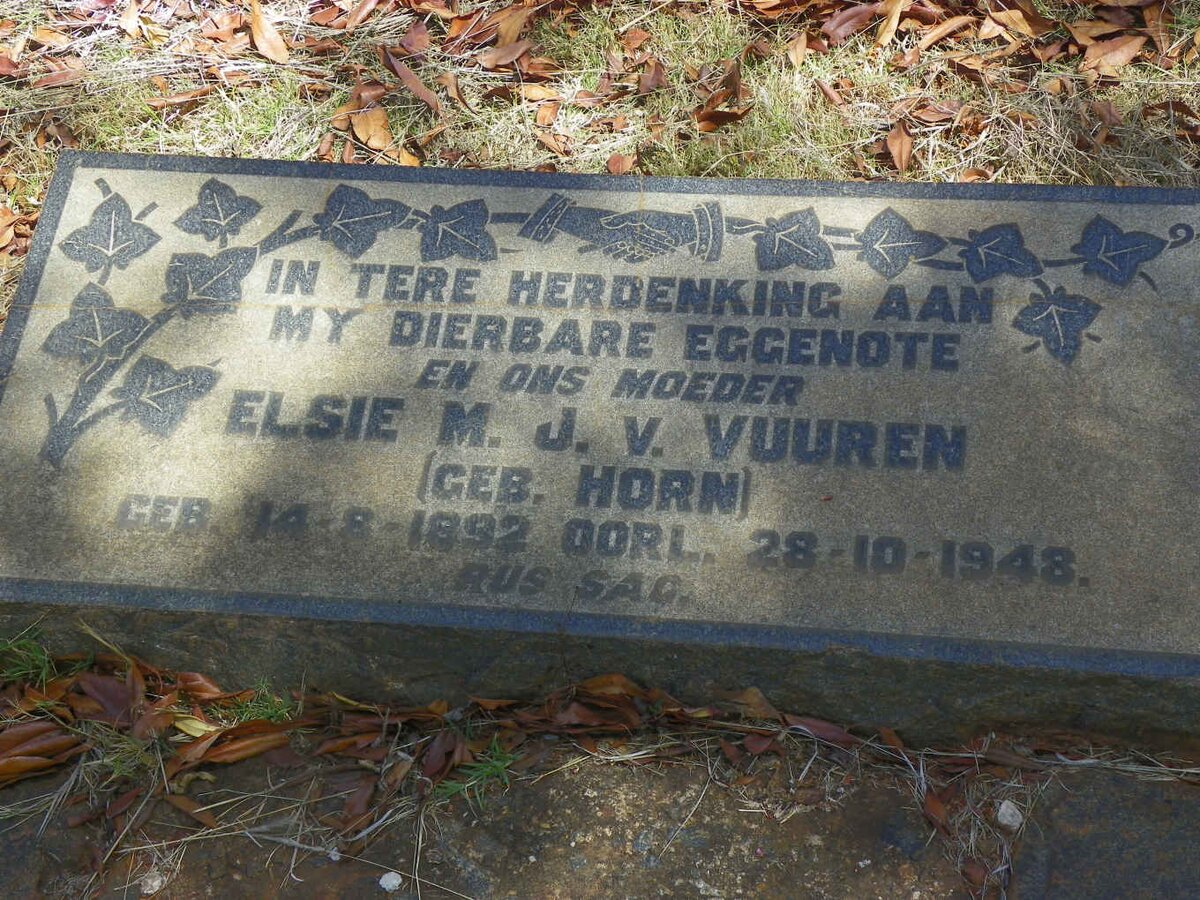 IN TERE HERDENKING AAN
MY DIERBARE EGGENOTE
EN ONS MOEDER
ELSIE M. J. V. VUUREN
(GEB. HORN)
GEB. 14-8-1892 OORL. 28-10-1948.
RUS SAG.